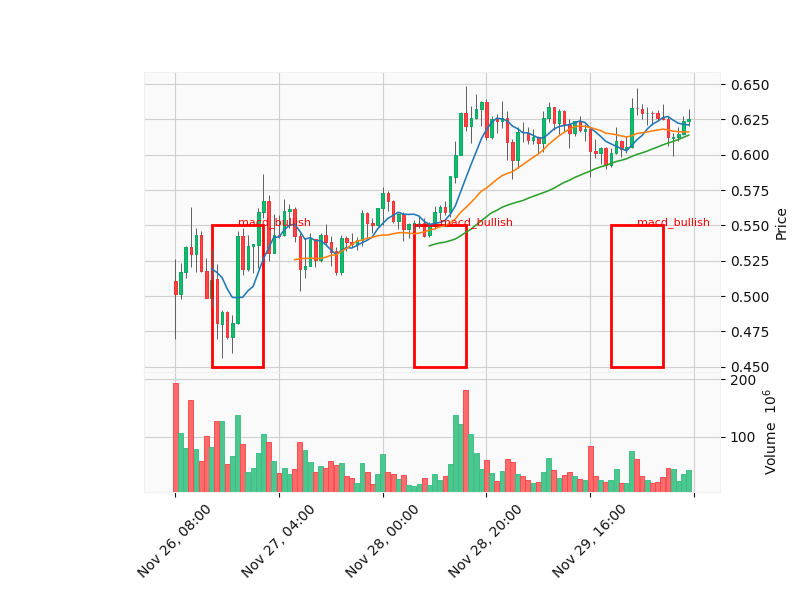 0.650
0.625
0.600
0.575
0.550
0.525
0.500
0.475
0.450
Price
macd_bullish
macd_bullish
macd_bullish
200
100
Volume 10^6
Nov 26, 08:00
Nov 27, 04:00
Nov 28, 00:00
Nov 28, 20:00
Nov 29, 16:00